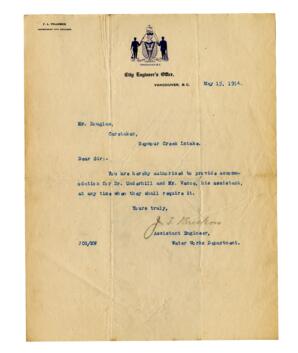 City Engineer's Office.
VANCOUVER, B.C.
May 15, 1914.
Mr. Douglas,
Caretaker,
Seymour Creek Intake.
Dear Sir:-
You are hereby authorized to provide accommo-
dation for Dr. Underhill and Mr. Vance, his assistant,
at any time when they shall require it.
Yours truly,
Assistant Engineer,
Water Works Department.